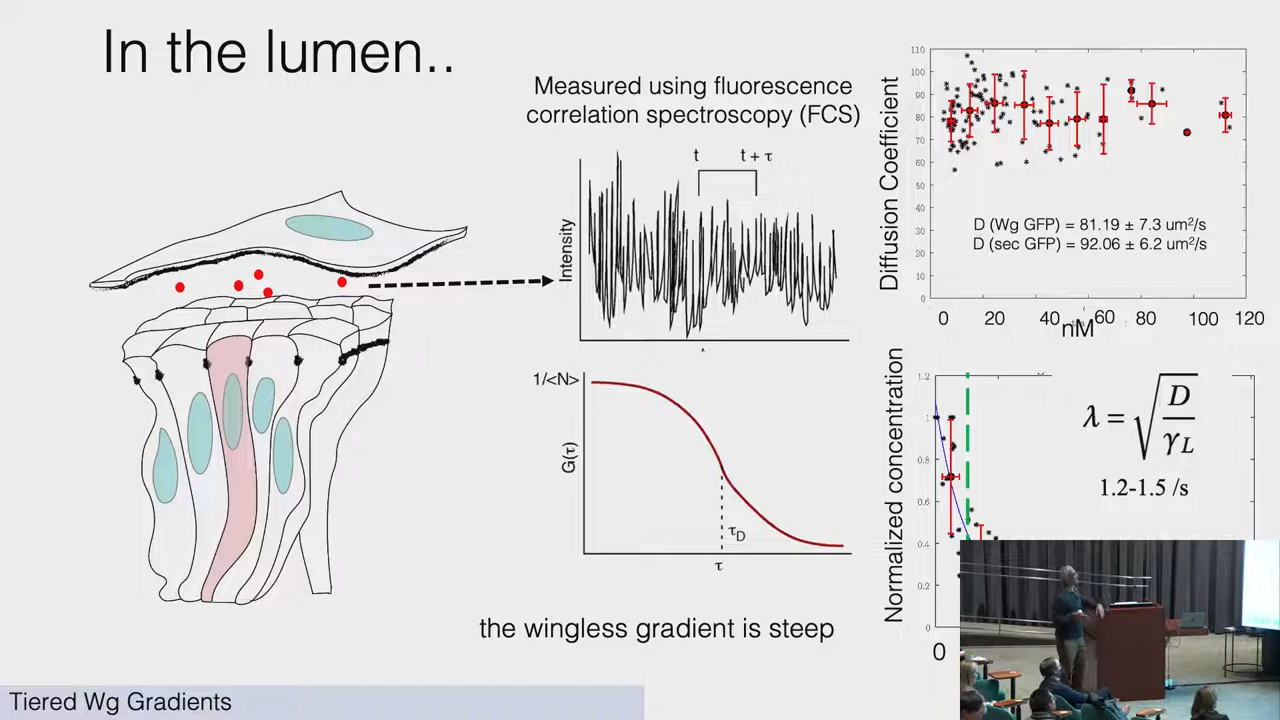 In the lumen..
Measured using fluorescence
correlation spectroscopy (FCS)
t
t + τ
Intensity
1/<N>
G(τ)
τD
τ
the wingless gradient is steep
Diffusion Coefficient
110
100
90
80
70
60
50
40
30
20
10
0
D (Wg GFP) = 81.19 ± 7.3 um²/s
D (sec GFP) = 92.06 ± 6.2 um²/s
0 20 40 60 80 100 120
nM
Normalized concentration
1.2
1
0.8
0.6
0.4
0.2
0
0
λ = √(D/γL)
1.2-1.5 /s
Tiered Wg Gradients